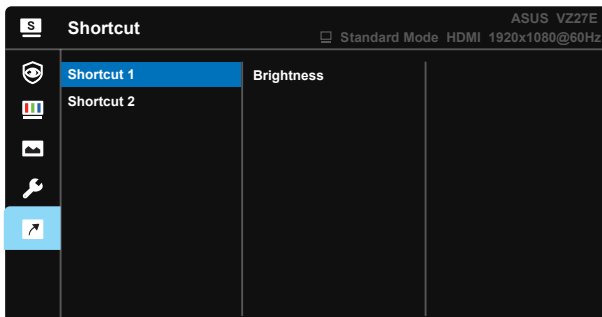 S
Shortcut
ASUS VZ27E
Standard Mode HDMI 1920x1080@60Hz
Shortcut 1
Brightness
Shortcut 2